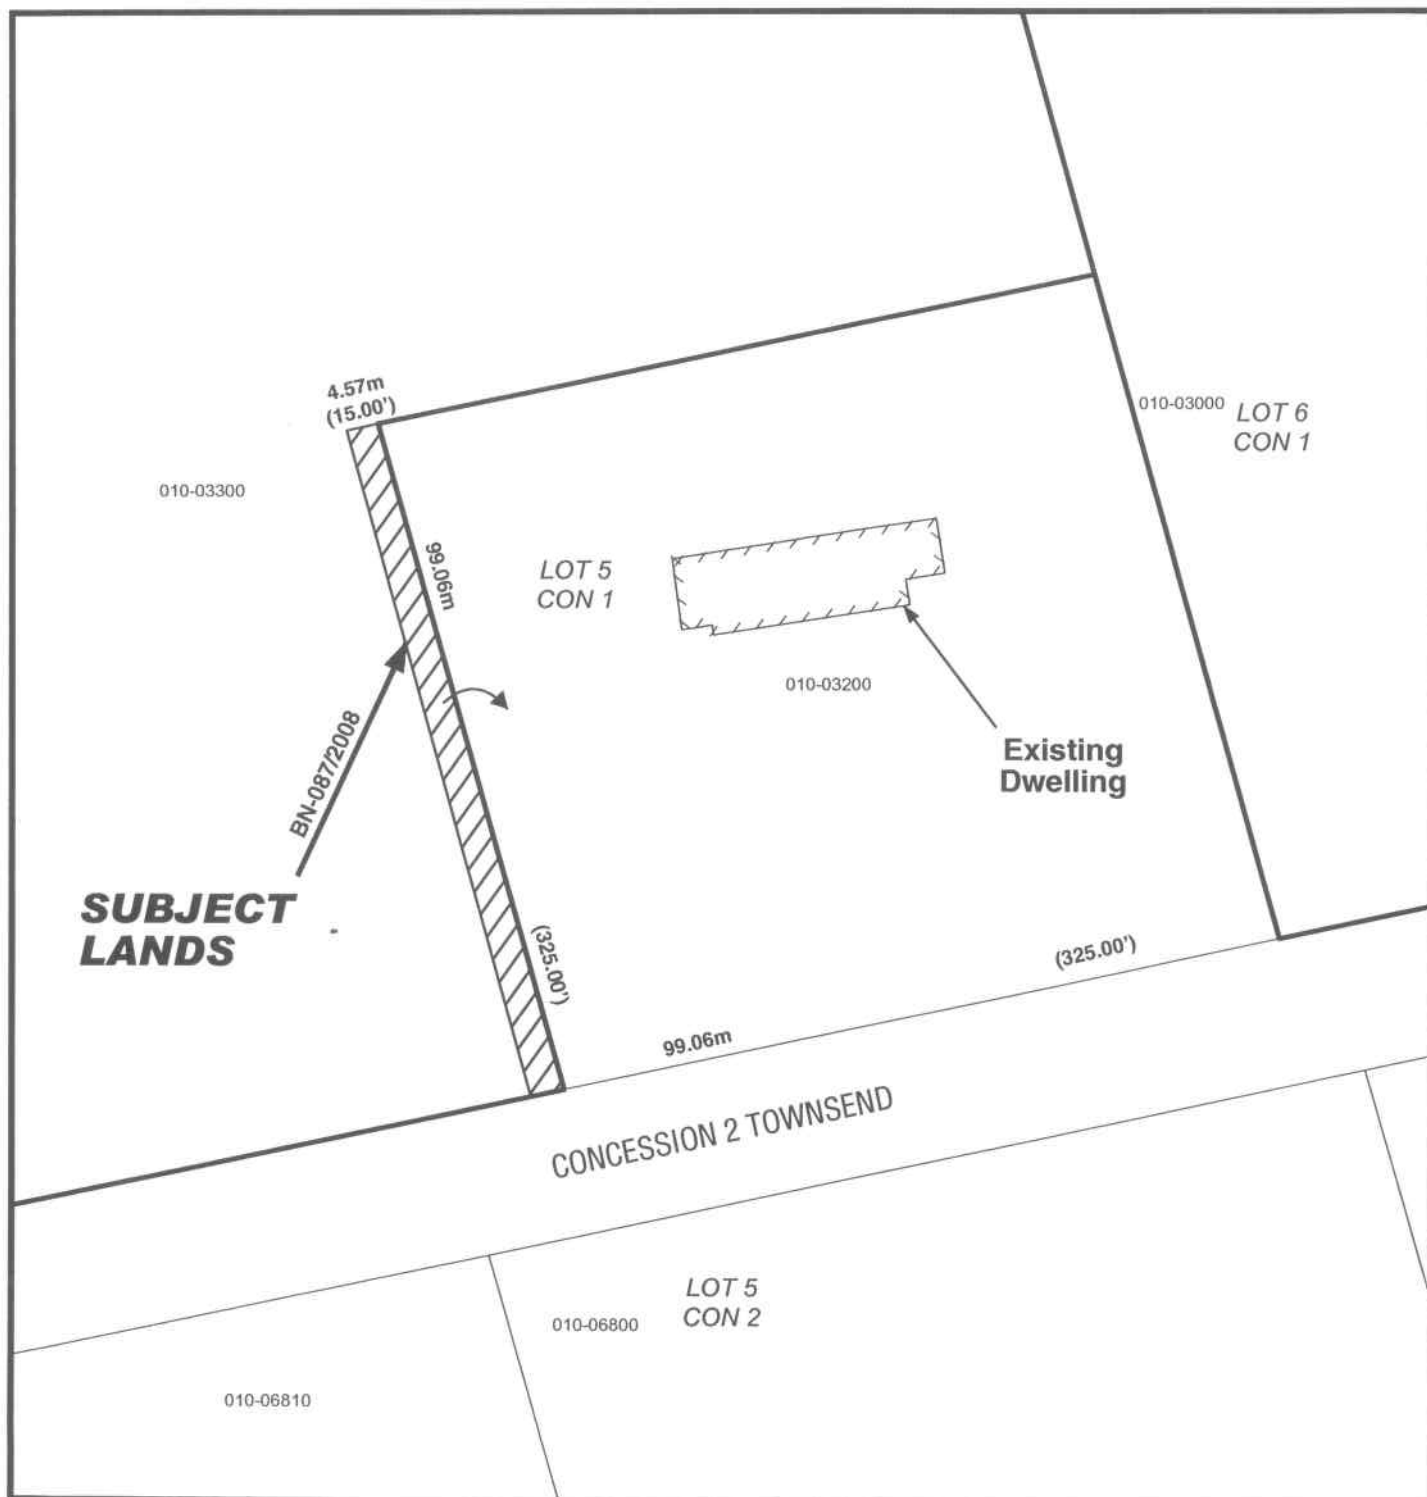 4.57m
(15.00')
010-03000
LOT 6
CON 1
010-03300
99.06m
LOT 5
CON 1
010-03200
Existing
Dwelling
BN-087/2008
SUBJECT
LANDS
(325.00')
(325.00')
99.06m
CONCESSION 2 TOWNSEND
LOT 5
CON 2
010-06800
010-06810